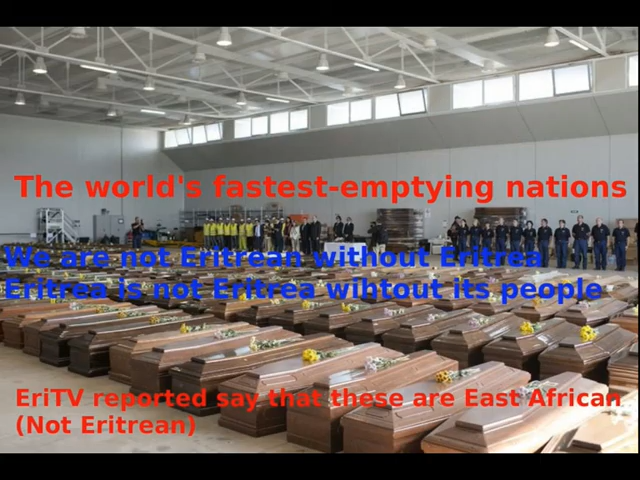 The world's fastest-emptying nations
We are not Eritrean without Eritrea
Eritrea is not Eritrea wibtout its people
EriTV reported say that these are East African
(Not Eritrean)